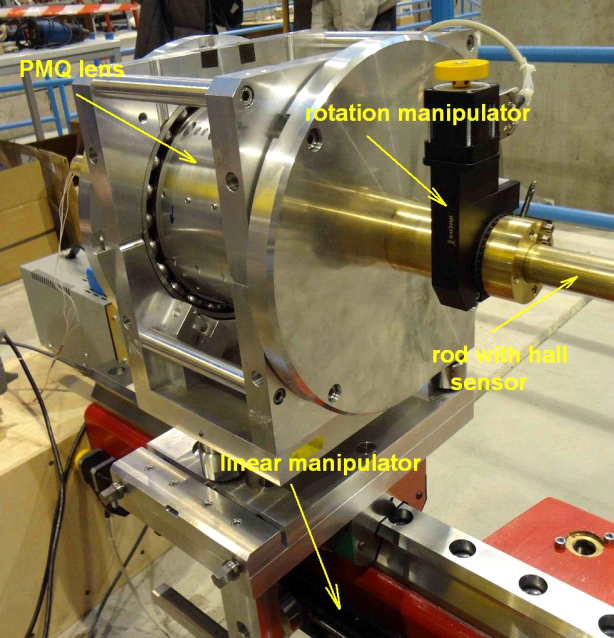 PMQ lens
rotation manipulator
rod with hall
sensor
linear manipulator